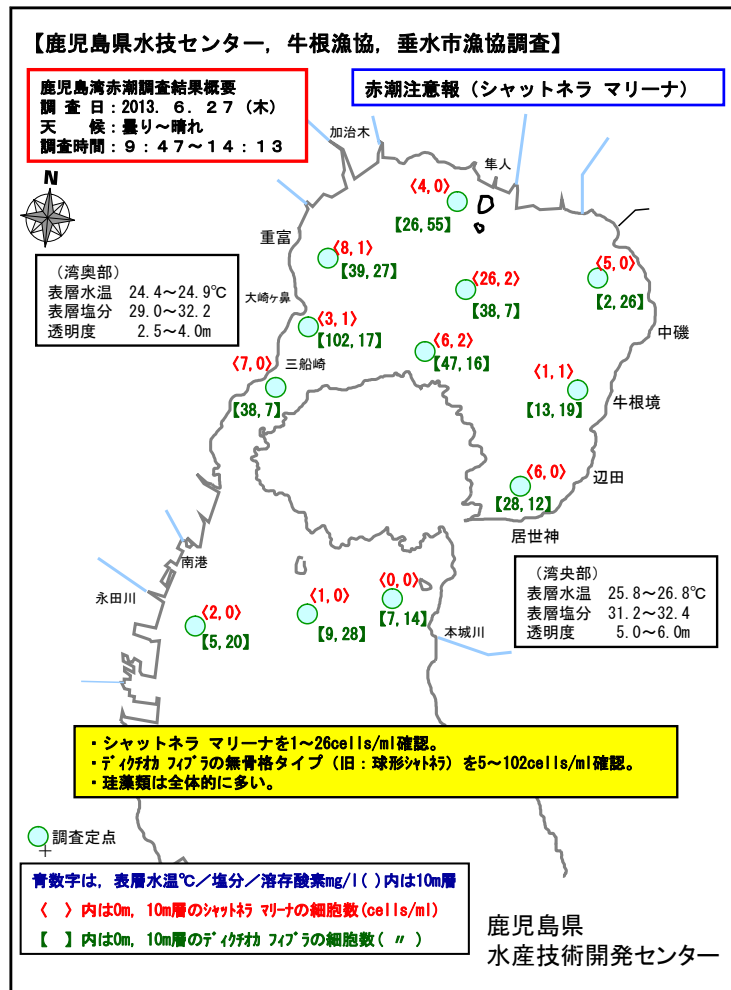 【鹿児島県水技センター，牛根漁協，垂水市漁協調査】
鹿児島湾赤潮調査結果概要
調 査 日：2013．６．２７（木）
天　　候：曇り～晴れ
調査時間：９：４７～１４：１３
赤潮注意報（シャットネラ マリーナ）
加治木
隼人
N
〈4, 0〉
【26, 55】
重富
〈8, 1〉
【39, 27】
〈26, 2〉
【38, 7】
〈5, 0〉
【2, 26】
（湾奥部）
表層水温　24.4～24.9℃
表層塩分　29.0～32.2
透明度　2.5～4.0m
大崎ヶ鼻
〈3, 1〉
【102, 17】
中磯
〈6, 2〉
【47, 16】
〈7, 0〉
三船崎
【38, 7】
〈1, 1〉
【13, 19】
牛根境
〈6, 0〉
【28, 12】
辺田
居世神
南港
（湾央部）
表層水温　25.8～26.8℃
表層塩分　31.2～32.4
透明度　5.0～6.0m
永田川
〈2, 0〉
【5, 20】
〈1, 0〉
【9, 28】
〈0, 0〉
【7, 14】
本城川
・シャットネラ マリーナを1～26cells/ml確認。
・ディクチオカ フィブラの無骨格タイプ（旧：球形シャトネラ）を5～102cells/ml確認。
・珪藻類は全体的に多い。
調査定点
青数字は，表層水温℃／塩分／溶存酸素mg/l( )内は10m層
〈　〉内は0m, 10m層のシャットネラ マリーナの細胞数(cells/ml)
【　】内は0m, 10m層のディクチオカ フィブラの細胞数( 〃 )
鹿児島県
水産技術開発センター